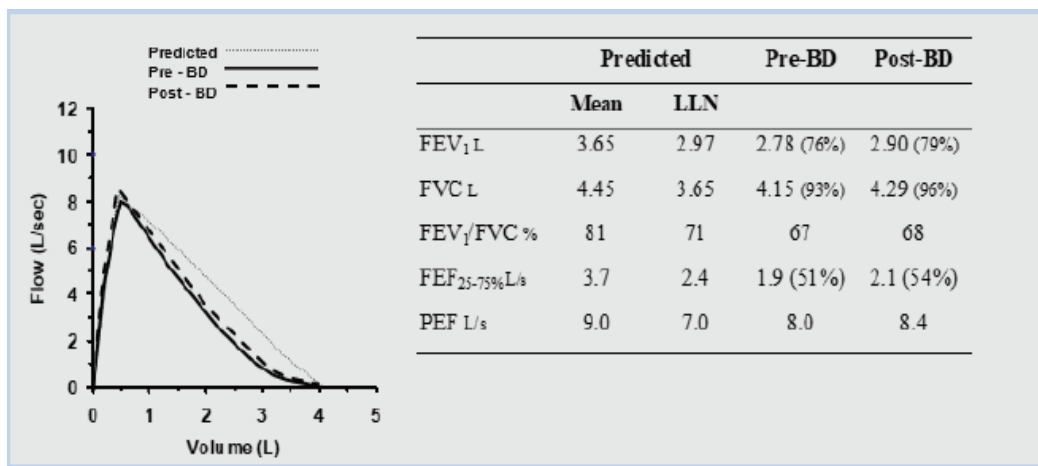 Predicted
Pre - BD
Post - BD
12
10
8
6
4
2
0
Flow (L/sec)
0 1 2 3 4 5
Volume (L)
Predicted Pre-BD Post-BD
Mean LLN
FEV₁ L 3.65 2.97 2.78 (76%) 2.90 (79%)
FVC L 4.45 3.65 4.15 (93%) 4.29 (96%)
FEV₁/FVC % 81 71 67 68
FEF₂₅₋₇₅% L/s 3.7 2.4 1.9 (51%) 2.1 (54%)
PEF L/s 9.0 7.0 8.0 8.4